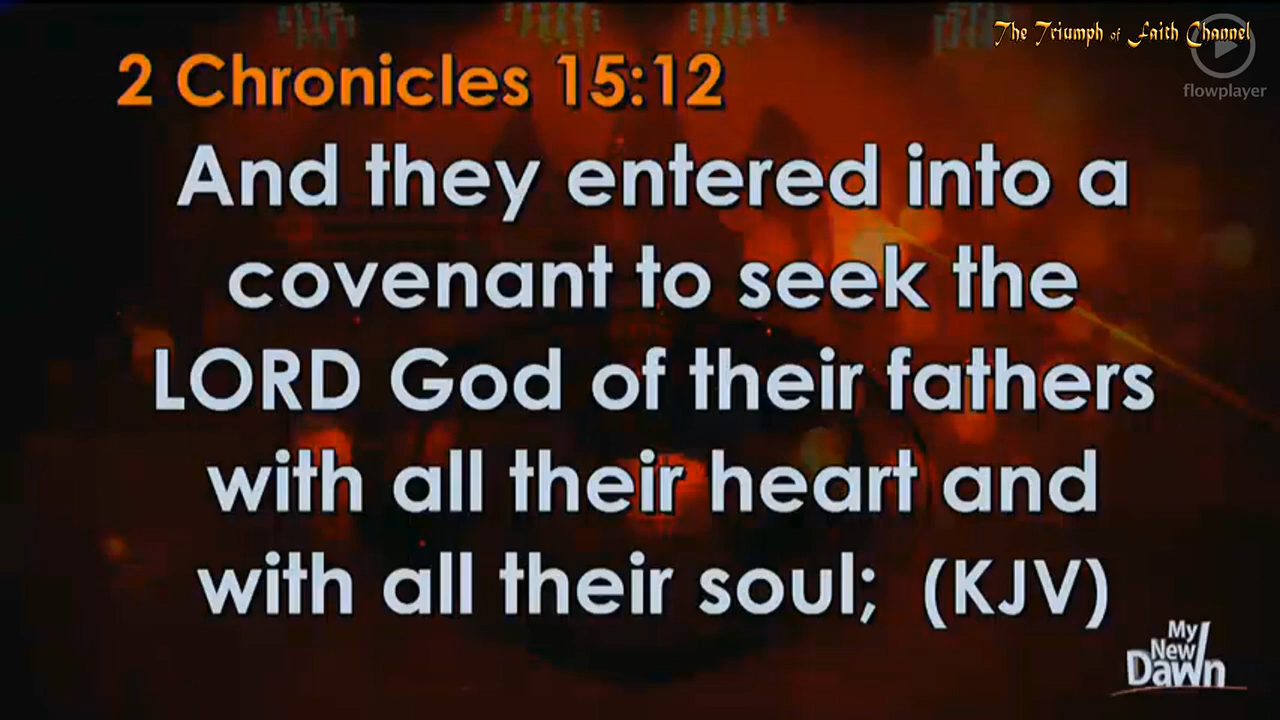 The Triumph of Faith Channel
flowplayer
2 Chronicles 15:12
And they entered into a
covenant to seek the
LORD God of their fathers
with all their heart and
with all their soul; (KJV)
My
New
Dawn